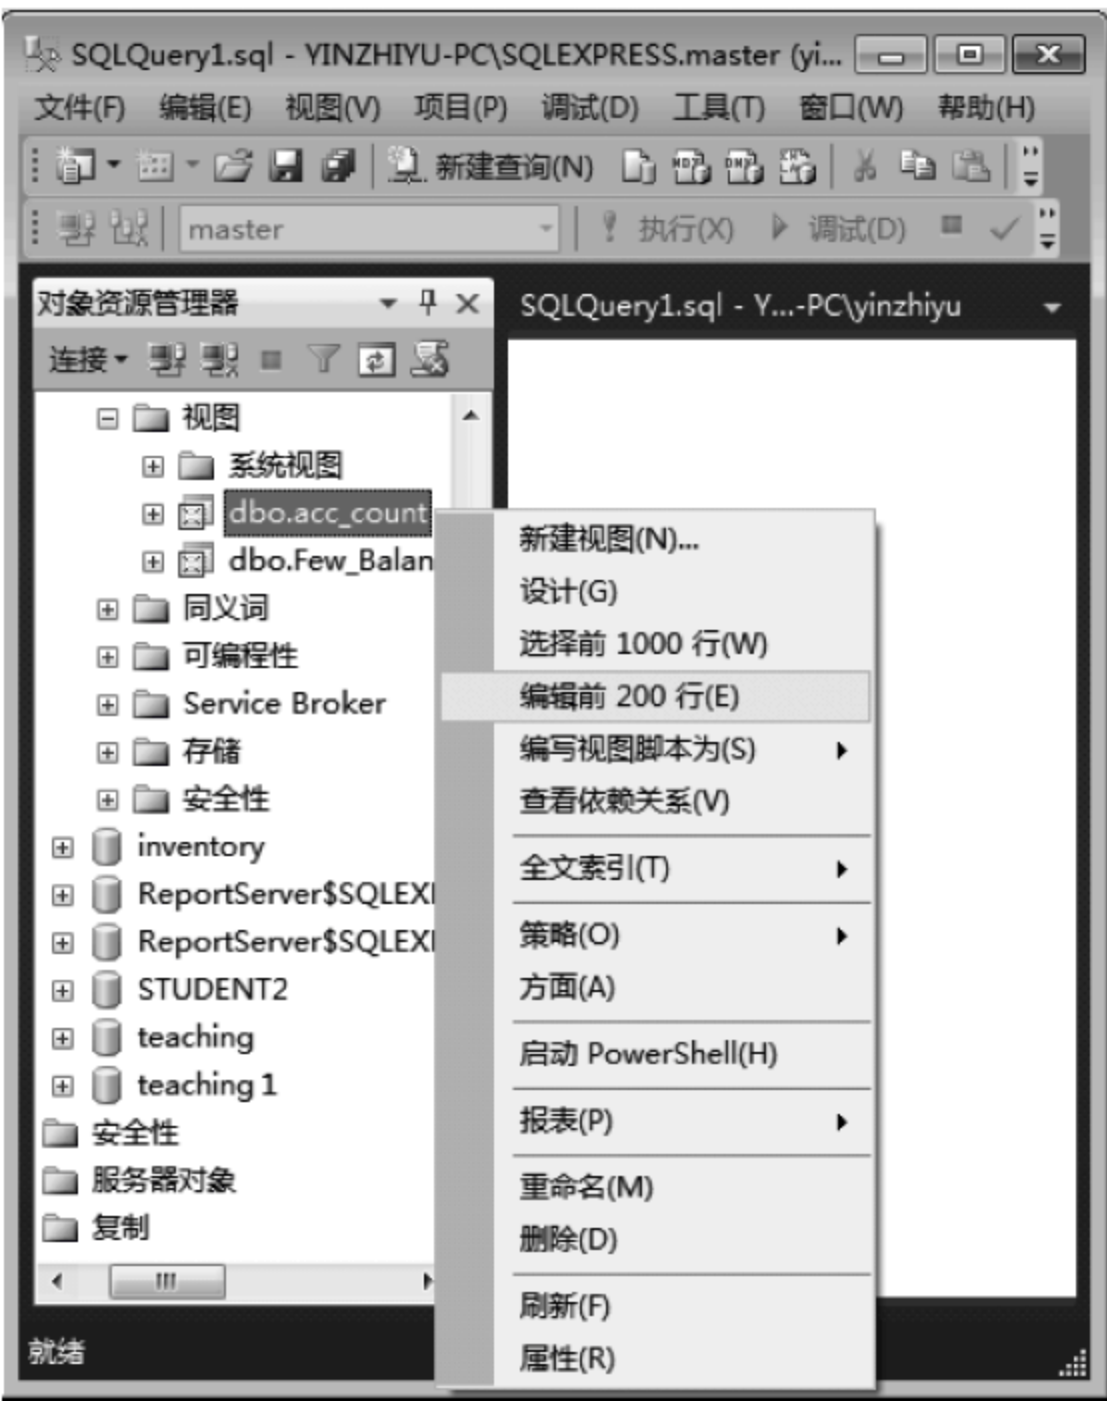 SQLQuery1.sql - YINZHIYU-PC\SQLEXPRESS.master (yi...
文件(F) 编辑(E) 视图(V) 项目(P) 调试(D) 工具(T) 窗口(W) 帮助(H)
新建查询(N)
master 执行(X) 调试(D)
对象资源管理器
SQLQuery1.sql - Y...-PC\yinzhiyu
连接
视图
系统视图
dbo.acc_count
dbo.Few_Balan
同义词
可编程性
Service Broker
存储
安全性
inventory
ReportServer$SQLEXI
ReportServer$SQLEXI
STUDENT2
teaching
teaching 1
安全性
服务器对象
复制
新建视图(N)...
设计(G)
选择前 1000 行(W)
编辑前 200 行(E)
编写视图脚本为(S)
查看依赖关系(V)
全文索引(T)
策略(O)
方面(A)
启动 PowerShell(H)
报表(P)
重命名(M)
删除(D)
刷新(F)
属性(R)
就绪